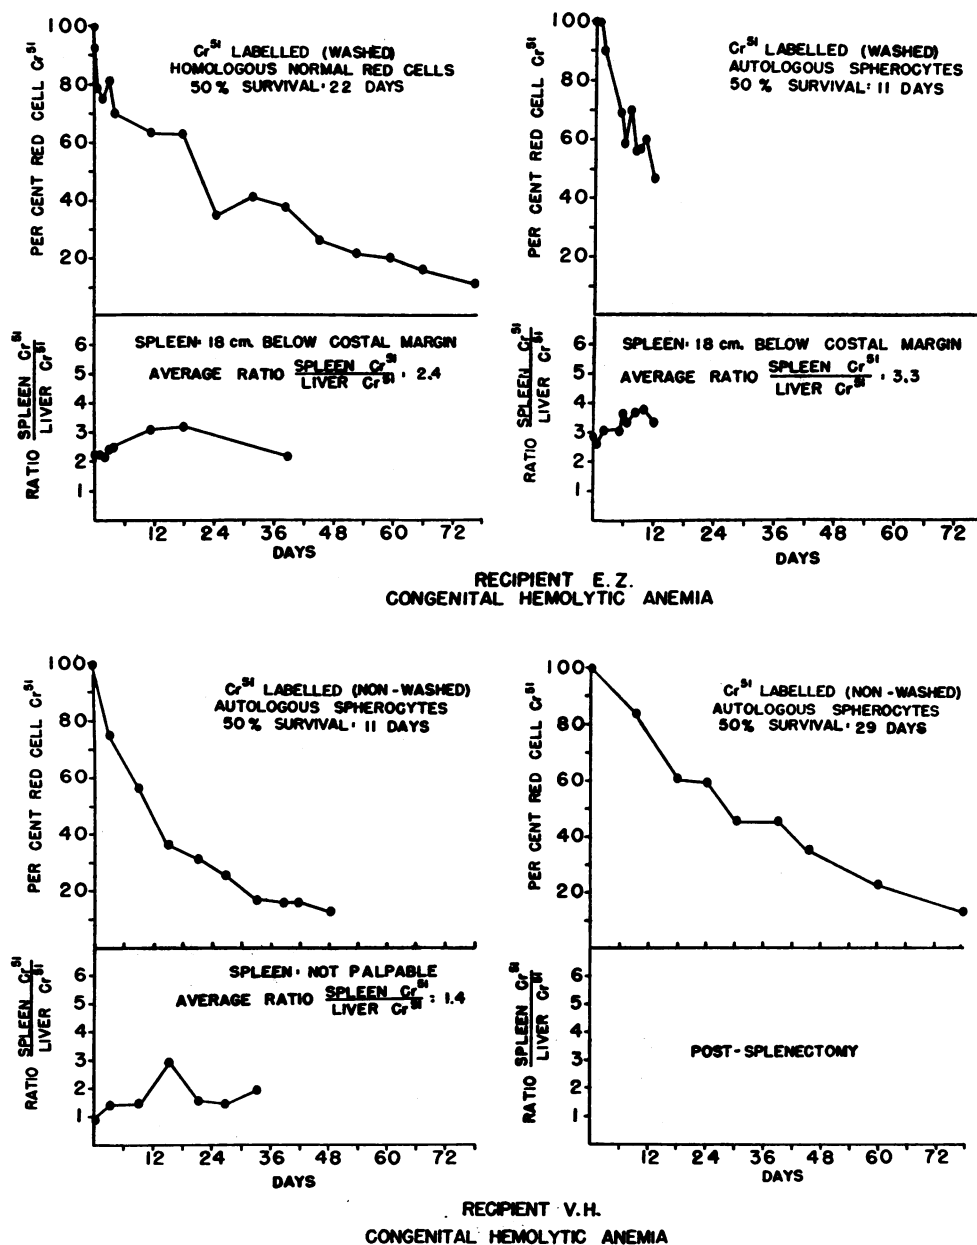 Cr51 LABELLED (WASHED)
HOMOLOGOUS NORMAL RED CELLS
50% SURVIVAL: 22 DAYS
PER CENT RED CELL Cr51
100
80
60
40
20
SPLEEN: 18 cm. BELOW COSTAL MARGIN
AVERAGE RATIO SPLEEN Cr51 / LIVER Cr51 : 2.4
RATIO SPLEEN Cr51 / LIVER Cr51
6
5
4
3
2
1
12 24 36 48 60 72
DAYS
Cr51 LABELLED (WASHED)
AUTOLOGOUS SPHEROCYTES
50% SURVIVAL: 11 DAYS
PER CENT RED CELL Cr51
100
80
60
40
20
SPLEEN: 18 cm. BELOW COSTAL MARGIN
AVERAGE RATIO SPLEEN Cr51 / LIVER Cr51 : 3.3
RATIO SPLEEN Cr51 / LIVER Cr51
6
5
4
3
2
1
12 24 36 48 60 72
DAYS
RECIPIENT E.Z.
CONGENITAL HEMOLYTIC ANEMIA
Cr51 LABELLED (NON-WASHED)
AUTOLOGOUS SPHEROCYTES
50% SURVIVAL: 11 DAYS
PER CENT RED CELL Cr51
100
80
60
40
20
SPLEEN: NOT PALPABLE
AVERAGE RATIO SPLEEN Cr51 / LIVER Cr51 : 1.4
RATIO SPLEEN Cr51 / LIVER Cr51
6
5
4
3
2
1
12 24 36 48 60 72
DAYS
Cr51 LABELLED (NON-WASHED)
AUTOLOGOUS SPHEROCYTES
50% SURVIVAL: 29 DAYS
PER CENT RED CELL Cr51
100
80
60
40
20
POST-SPLENECTOMY
RATIO SPLEEN Cr51 / LIVER Cr51
6
5
4
3
2
1
12 24 36 48 60 72
DAYS
RECIPIENT V.H.
CONGENITAL HEMOLYTIC ANEMIA